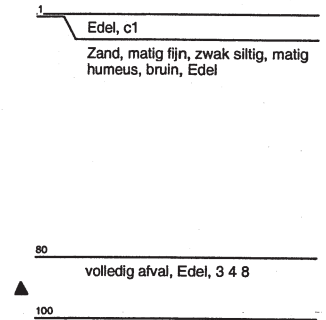 1
Edel, c1
Zand, matig fijn, zwak siltig, matig
humeus, bruin, Edel
80
volledig afval, Edel, 3 4 8
100